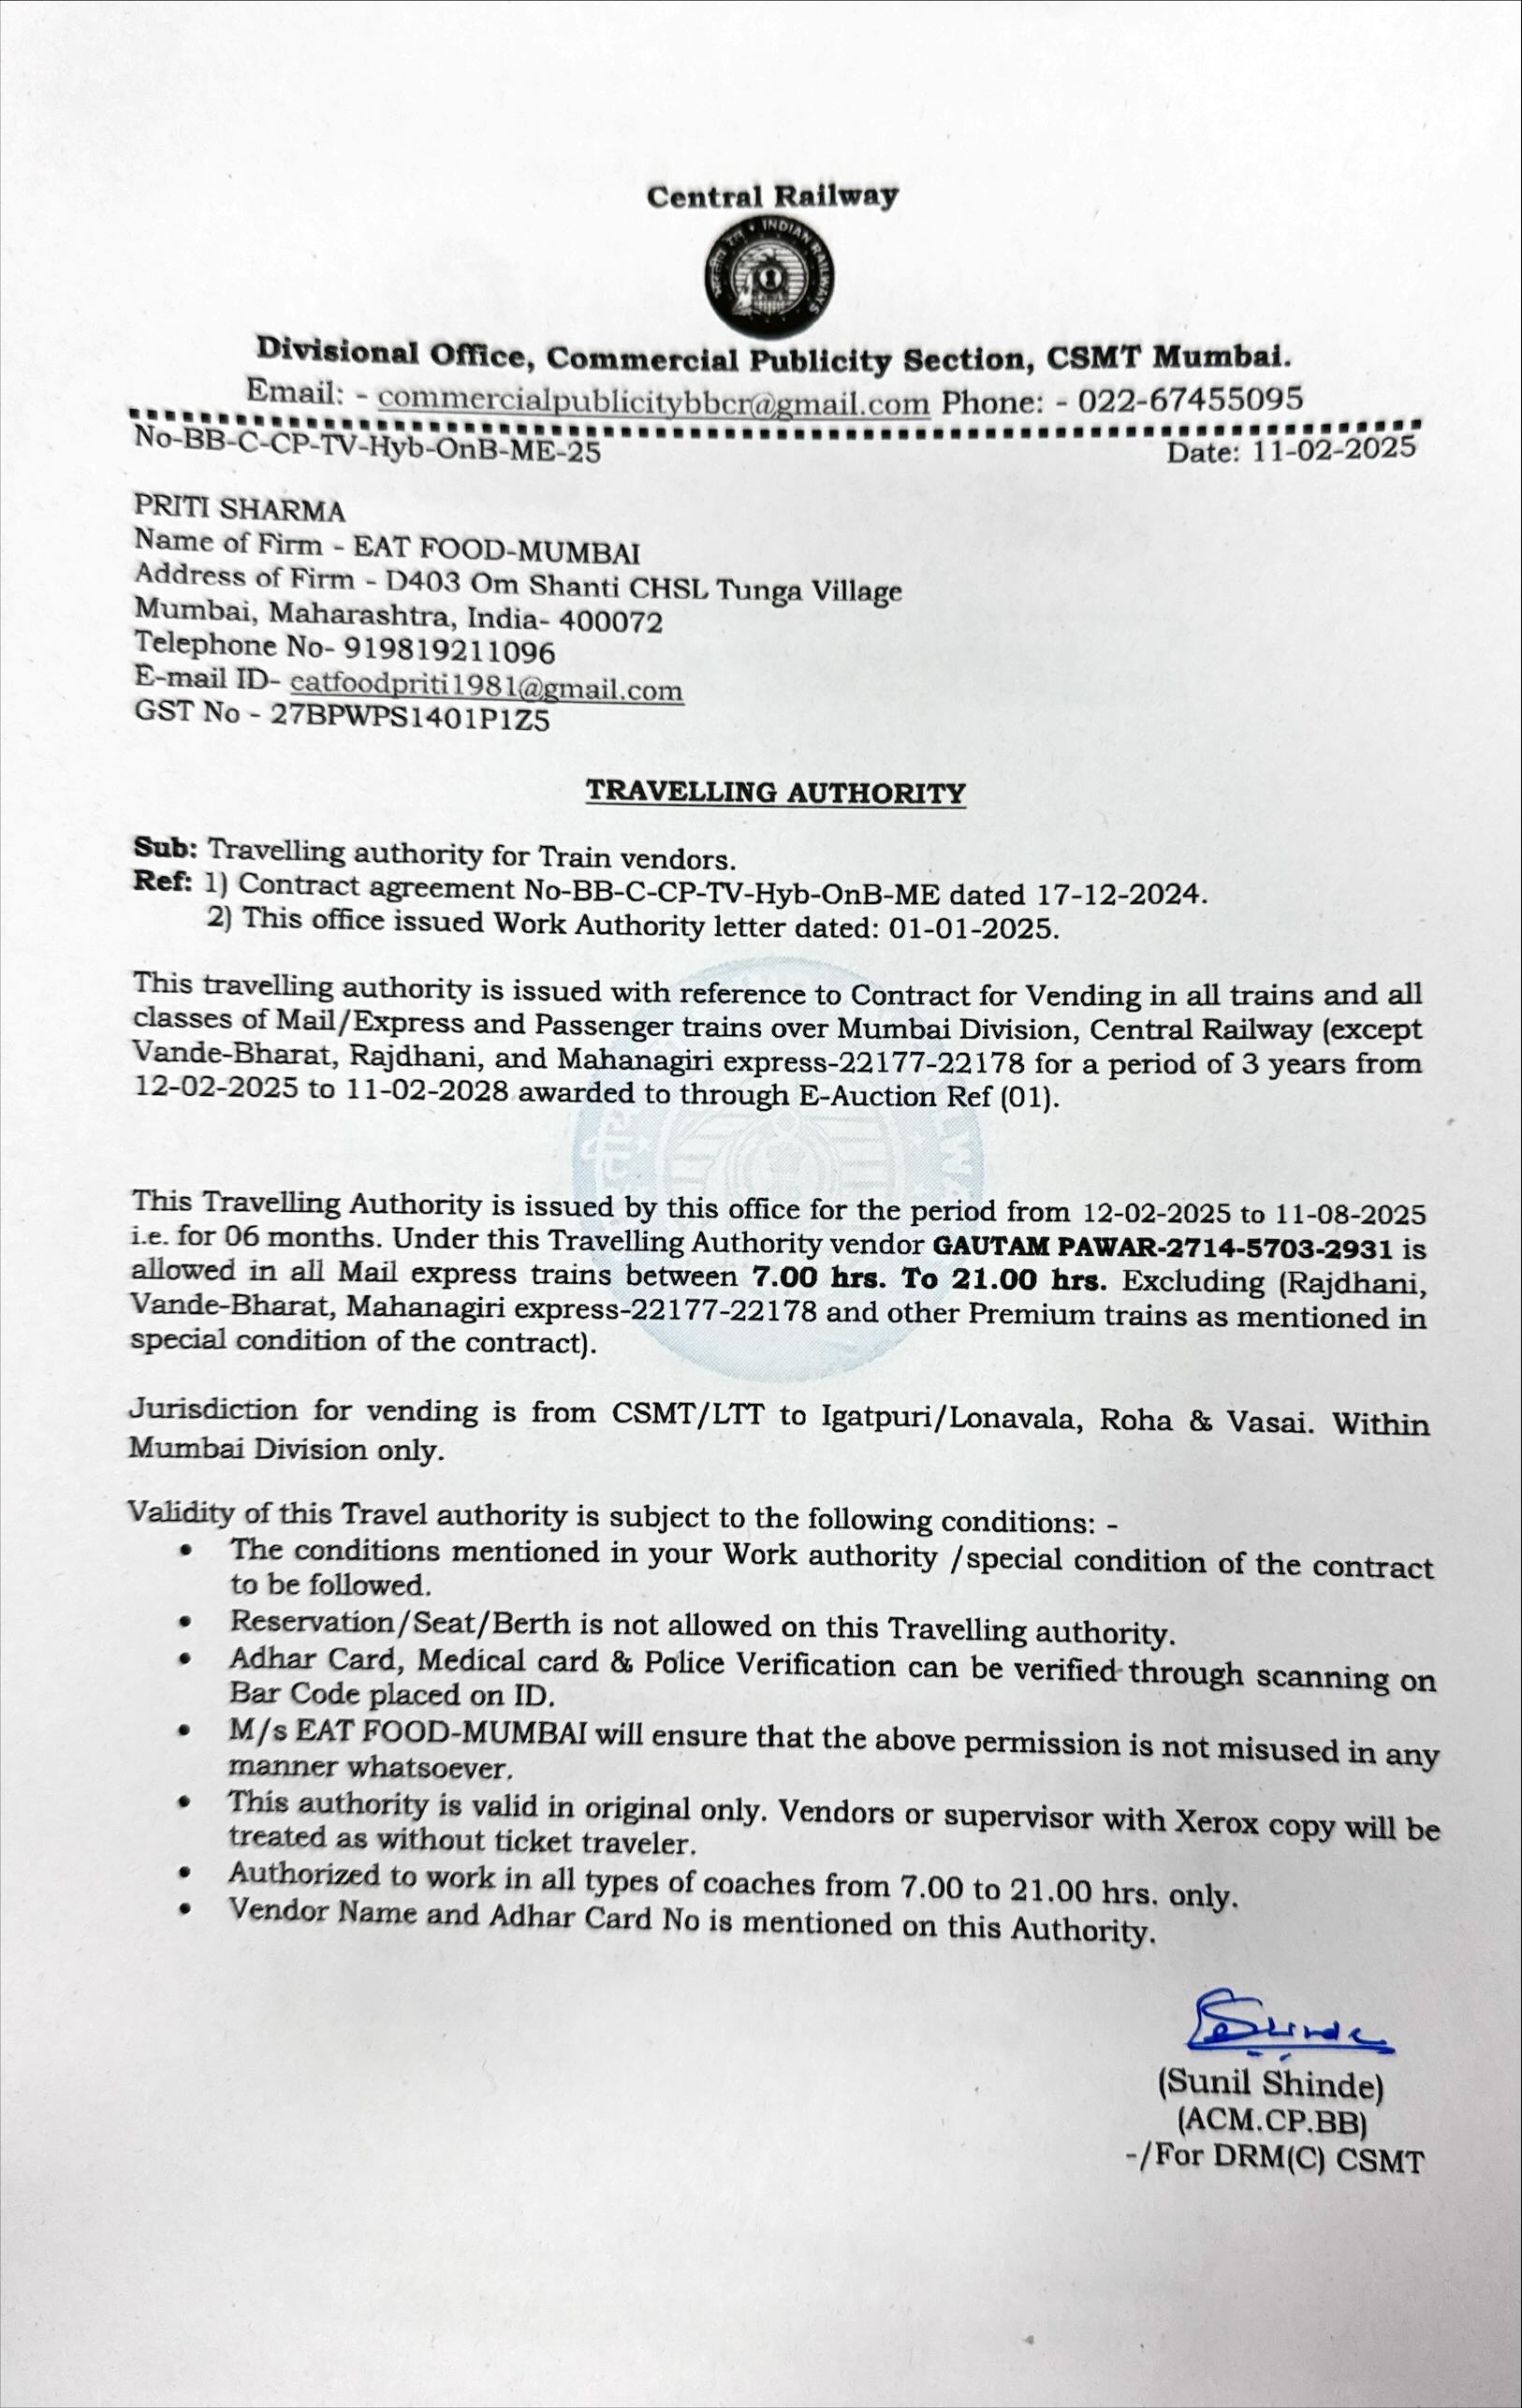 Central Railway
INDIAN RAILWAYS
भारतीय रेल
Divisional Office, Commercial Publicity Section, CSMT Mumbai.
Email: - commercialpublicitybbcr@gmail.com Phone: - 022-67455095
No-BB-C-CP-TV-Hyb-OnB-ME-25 Date: 11-02-2025
PRITI SHARMA
Name of Firm - EAT FOOD-MUMBAI
Address of Firm - D403 Om Shanti CHSL Tunga Village
Mumbai, Maharashtra, India- 400072
Telephone No- 919819211096
E-mail ID- eatfoodpriti1981@gmail.com
GST No - 27BPWPS1401P1Z5
TRAVELLING AUTHORITY
Sub: Travelling authority for Train vendors.
Ref: 1) Contract agreement No-BB-C-CP-TV-Hyb-OnB-ME dated 17-12-2024.
2) This office issued Work Authority letter dated: 01-01-2025.
This travelling authority is issued with reference to Contract for Vending in all trains and all
classes of Mail/Express and Passenger trains over Mumbai Division, Central Railway (except
Vande-Bharat, Rajdhani, and Mahanagiri express-22177-22178 for a period of 3 years from
12-02-2025 to 11-02-2028 awarded to through E-Auction Ref (01).
This Travelling Authority is issued by this office for the period from 12-02-2025 to 11-08-2025
i.e. for 06 months. Under this Travelling Authority vendor GAUTAM PAWAR-2714-5703-2931 is
allowed in all Mail express trains between 7.00 hrs. To 21.00 hrs. Excluding (Rajdhani,
Vande-Bharat, Mahanagiri express-22177-22178 and other Premium trains as mentioned in
special condition of the contract).
Jurisdiction for vending is from CSMT/LTT to Igatpuri/Lonavala, Roha & Vasai. Within
Mumbai Division only.
Validity of this Travel authority is subject to the following conditions: -
• The conditions mentioned in your Work authority /special condition of the contract
to be followed.
• Reservation/Seat/Berth is not allowed on this Travelling authority.
• Adhar Card, Medical card & Police Verification can be verified through scanning on
Bar Code placed on ID.
• M/s EAT FOOD-MUMBAI will ensure that the above permission is not misused in any
manner whatsoever.
• This authority is valid in original only. Vendors or supervisor with Xerox copy will be
treated as without ticket traveler.
• Authorized to work in all types of coaches from 7.00 to 21.00 hrs. only.
• Vendor Name and Adhar Card No is mentioned on this Authority.
Shinde
(Sunil Shinde)
(ACM.CP.BB)
-/For DRM(C) CSMT